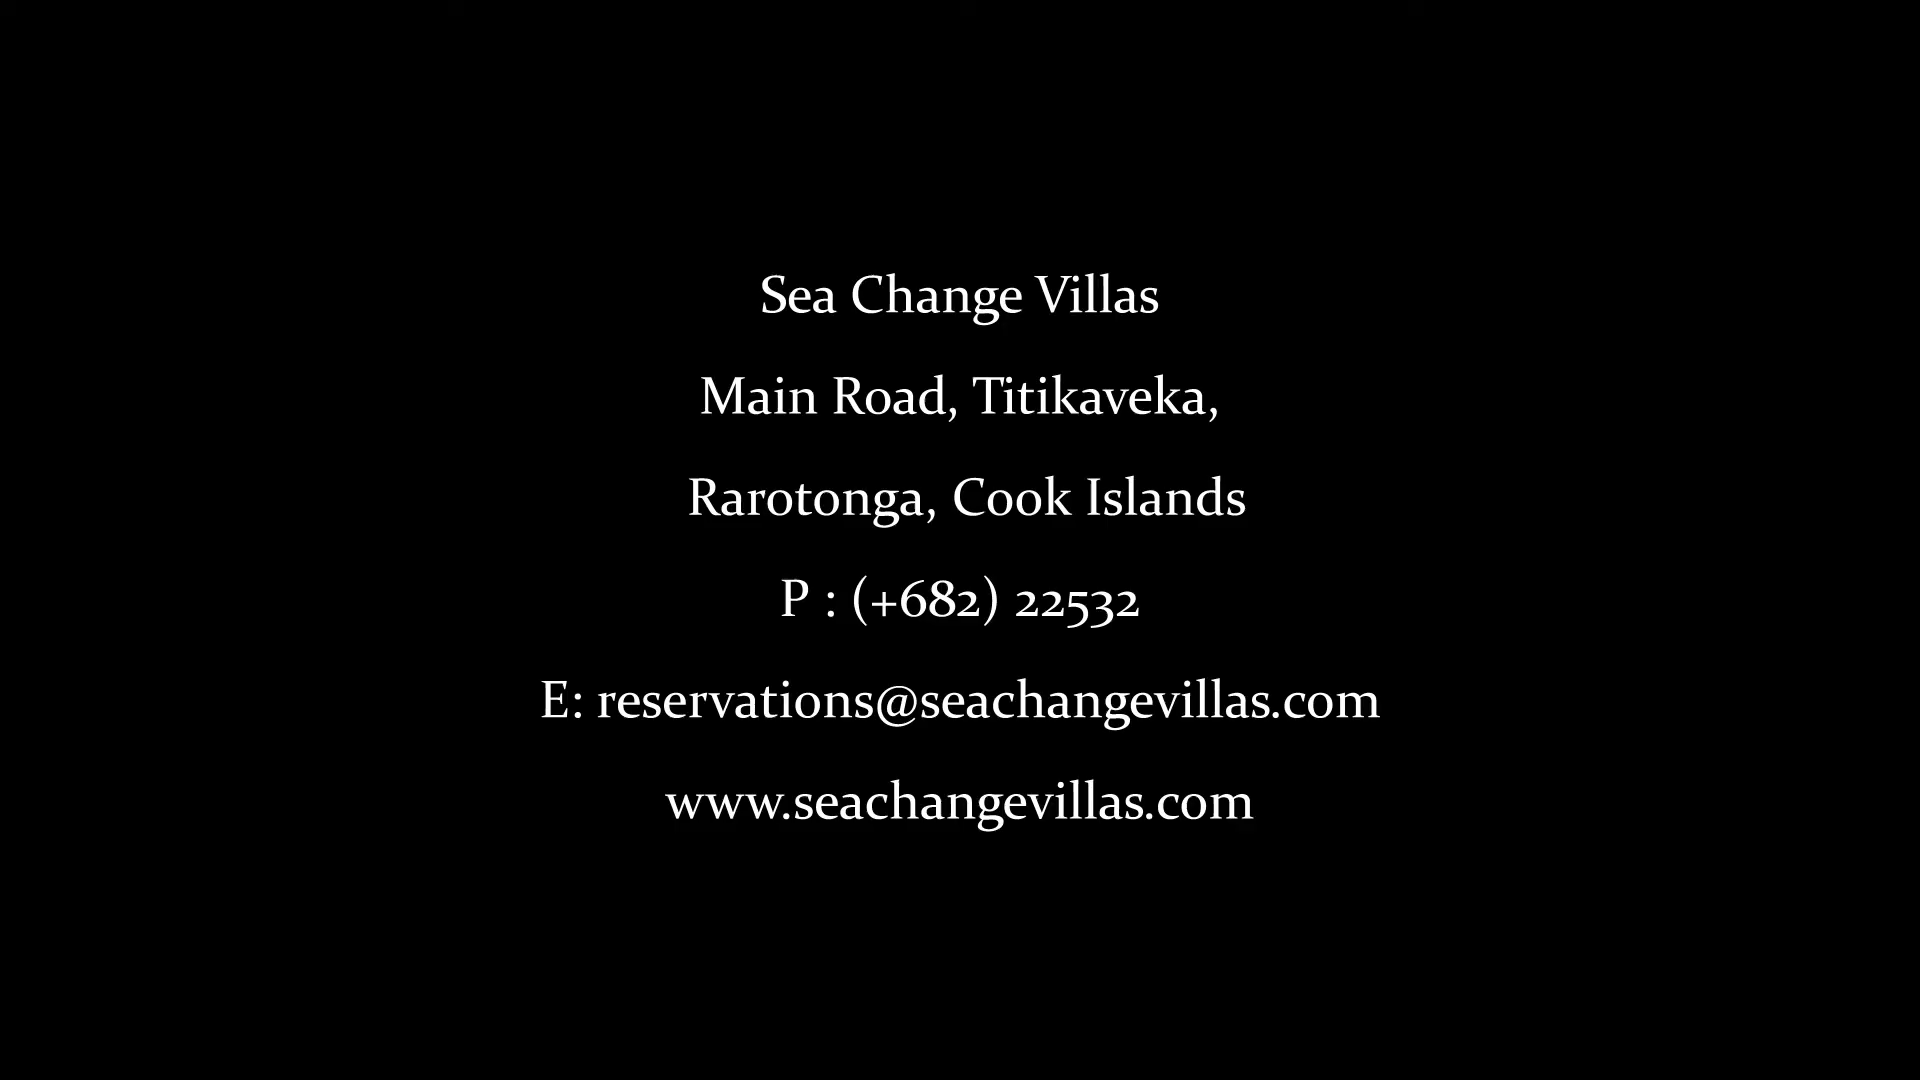 Sea Change Villas
Main Road, Titikaveka,
Rarotonga, Cook Islands
P : (+682) 22532
E: reservations@seachangevillas.com
www.seachangevillas.com